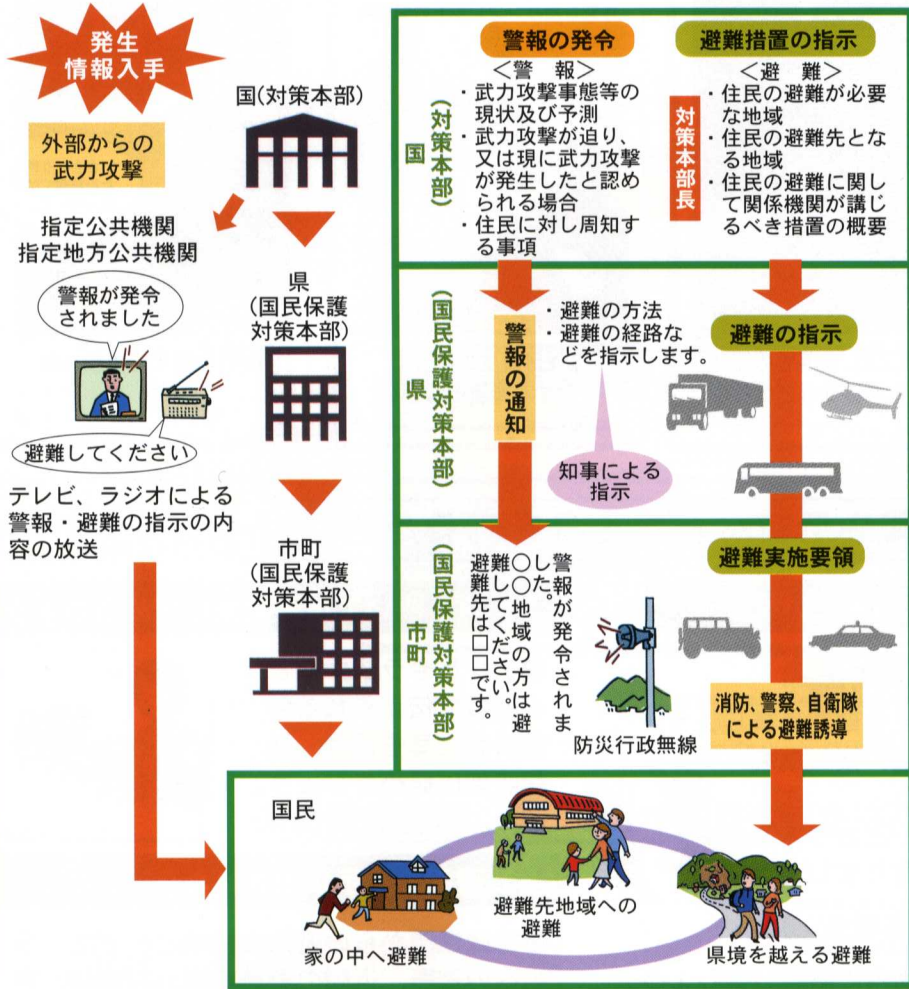 発生
情報入手
外部からの
武力攻撃
国(対策本部)
指定公共機関
指定地方公共機関
警報が発令
されました
避難してください
テレビ、ラジオによる
警報・避難の指示の内
容の放送
県
(国民保護
対策本部)
市町
(国民保護
対策本部)
国
(対策本部)
警報の発令
<警 報>
・武力攻撃事態等の
現状及び予測
・武力攻撃が迫り、
又は現に武力攻撃
が発生したと認め
られる場合
・住民に対し周知す
る事項
避難措置の指示
<避 難>
対策本部長
・住民の避難が必要
な地域
・住民の避難先とな
る地域
・住民の避難に関し
て関係機関が講じ
るべき措置の概要
県
(国民保護対策本部)
警報の通知
・避難の方法
・避難の経路な
どを指示します。
知事による
指示
避難の指示
市町
(国民保護対策本部)
警報が発令されま
した。
○○地域の方は避
難してください。
避難先は□□です。
防災行政無線
避難実施要領
消防、警察、自衛隊
による避難誘導
国民
家の中へ避難
避難先地域への
避難
県境を越える避難